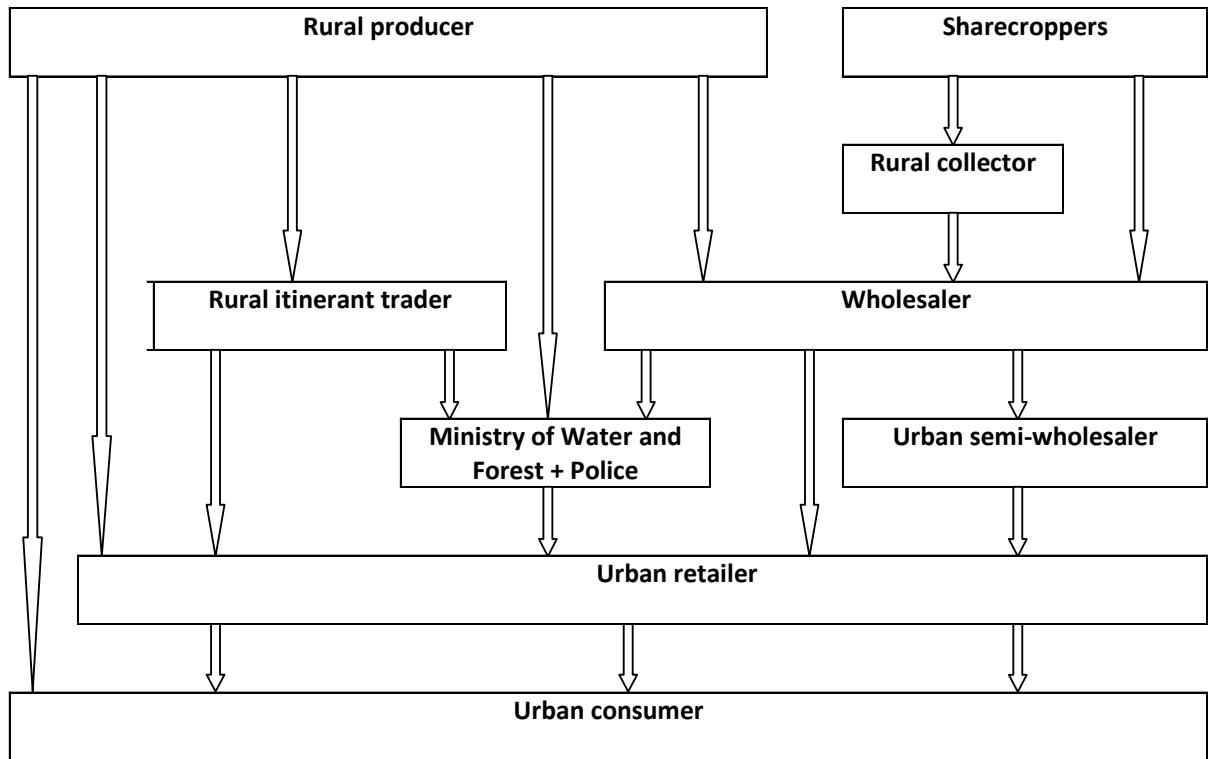 Rural producer
Sharecroppers
Rural collector
Rural itinerant trader
Wholesaler
Ministry of Water and
Forest + Police
Urban semi-wholesaler
Urban retailer
Urban consumer